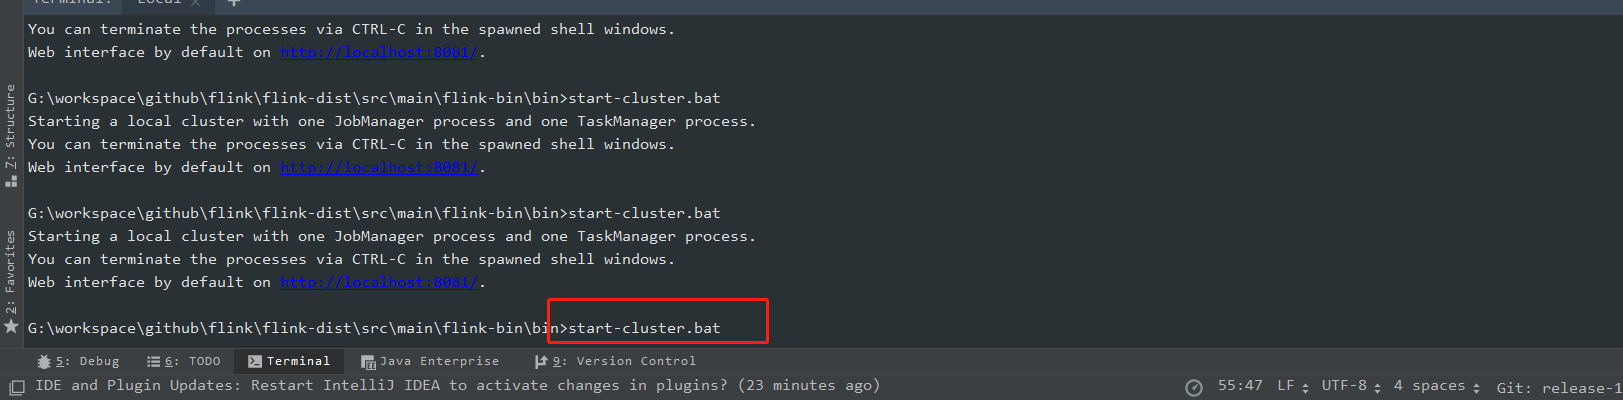 Terminal: Local × +
You can terminate the processes via CTRL-C in the spawned shell windows.
Web interface by default on http://localhost:8081/.
G:\workspace\github\flink\flink-dist\src\main\flink-bin\bin>start-cluster.bat
Starting a local cluster with one JobManager process and one TaskManager process.
You can terminate the processes via CTRL-C in the spawned shell windows.
Web interface by default on http://localhost:8081/.
G:\workspace\github\flink\flink-dist\src\main\flink-bin\bin>start-cluster.bat
Starting a local cluster with one JobManager process and one TaskManager process.
You can terminate the processes via CTRL-C in the spawned shell windows.
Web interface by default on http://localhost:8081/.
G:\workspace\github\flink\flink-dist\src\main\flink-bin\bin>start-cluster.bat
Z: Structure
2: Favorites
5: Debug 6: TODO Terminal Java Enterprise 9: Version Control
IDE and Plugin Updates: Restart IntelliJ IDEA to activate changes in plugins? (23 minutes ago) 55:47 LF UTF-8 4 spaces Git: release-1